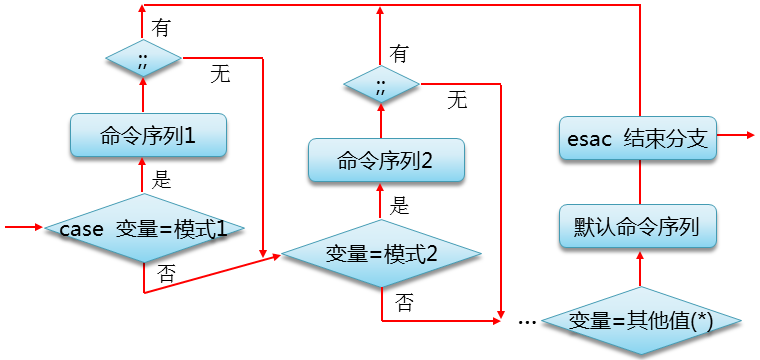 有
;;
无
命令序列1
是
case 变量=模式1
否
有
;;
无
命令序列2
是
变量=模式2
否
...
esac 结束分支
默认命令序列
变量=其他值(*)